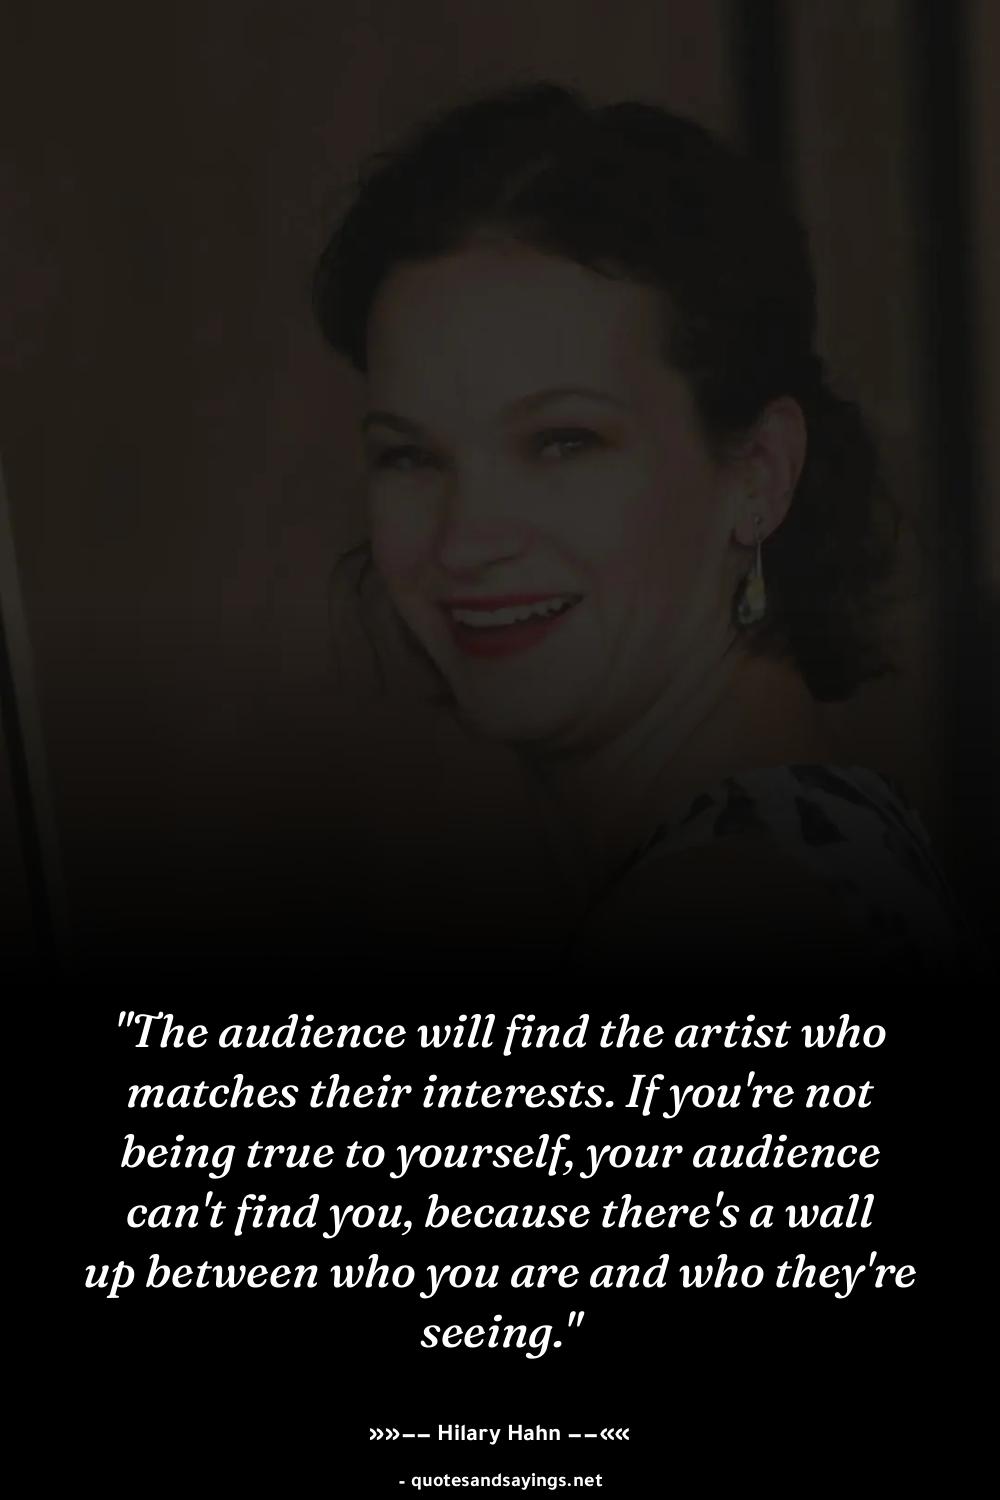 "The audience will find the artist who
matches their interests. If you're not
being true to yourself, your audience
can't find you, because there's a wall
up between who you are and who they're
seeing."
»»–– Hilary Hahn ––««
- quotesandsayings.net